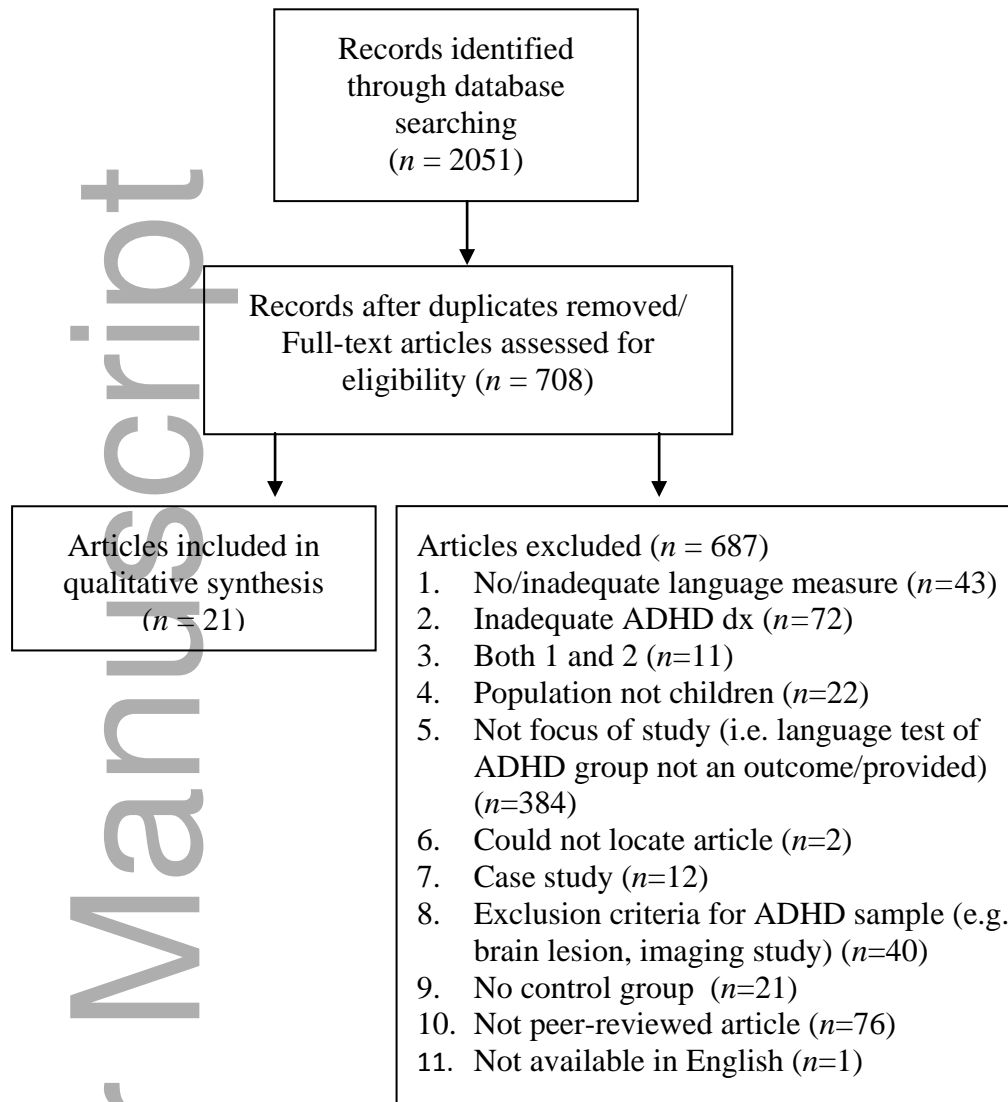 Records identified
through database
searching
(n = 2051)
Records after duplicates removed/
Full-text articles assessed for
eligibility (n = 708)
Articles included in
qualitative synthesis
(n = 21)
Articles excluded (n = 687)
1. No/inadequate language measure (n=43)
2. Inadequate ADHD dx (n=72)
3. Both 1 and 2 (n=11)
4. Population not children (n=22)
5. Not focus of study (i.e. language test of
ADHD group not an outcome/provided)
(n=384)
6. Could not locate article (n=2)
7. Case study (n=12)
8. Exclusion criteria for ADHD sample (e.g.
brain lesion, imaging study) (n=40)
9. No control group (n=21)
10. Not peer-reviewed article (n=76)
11. Not available in English (n=1)
Manuscript